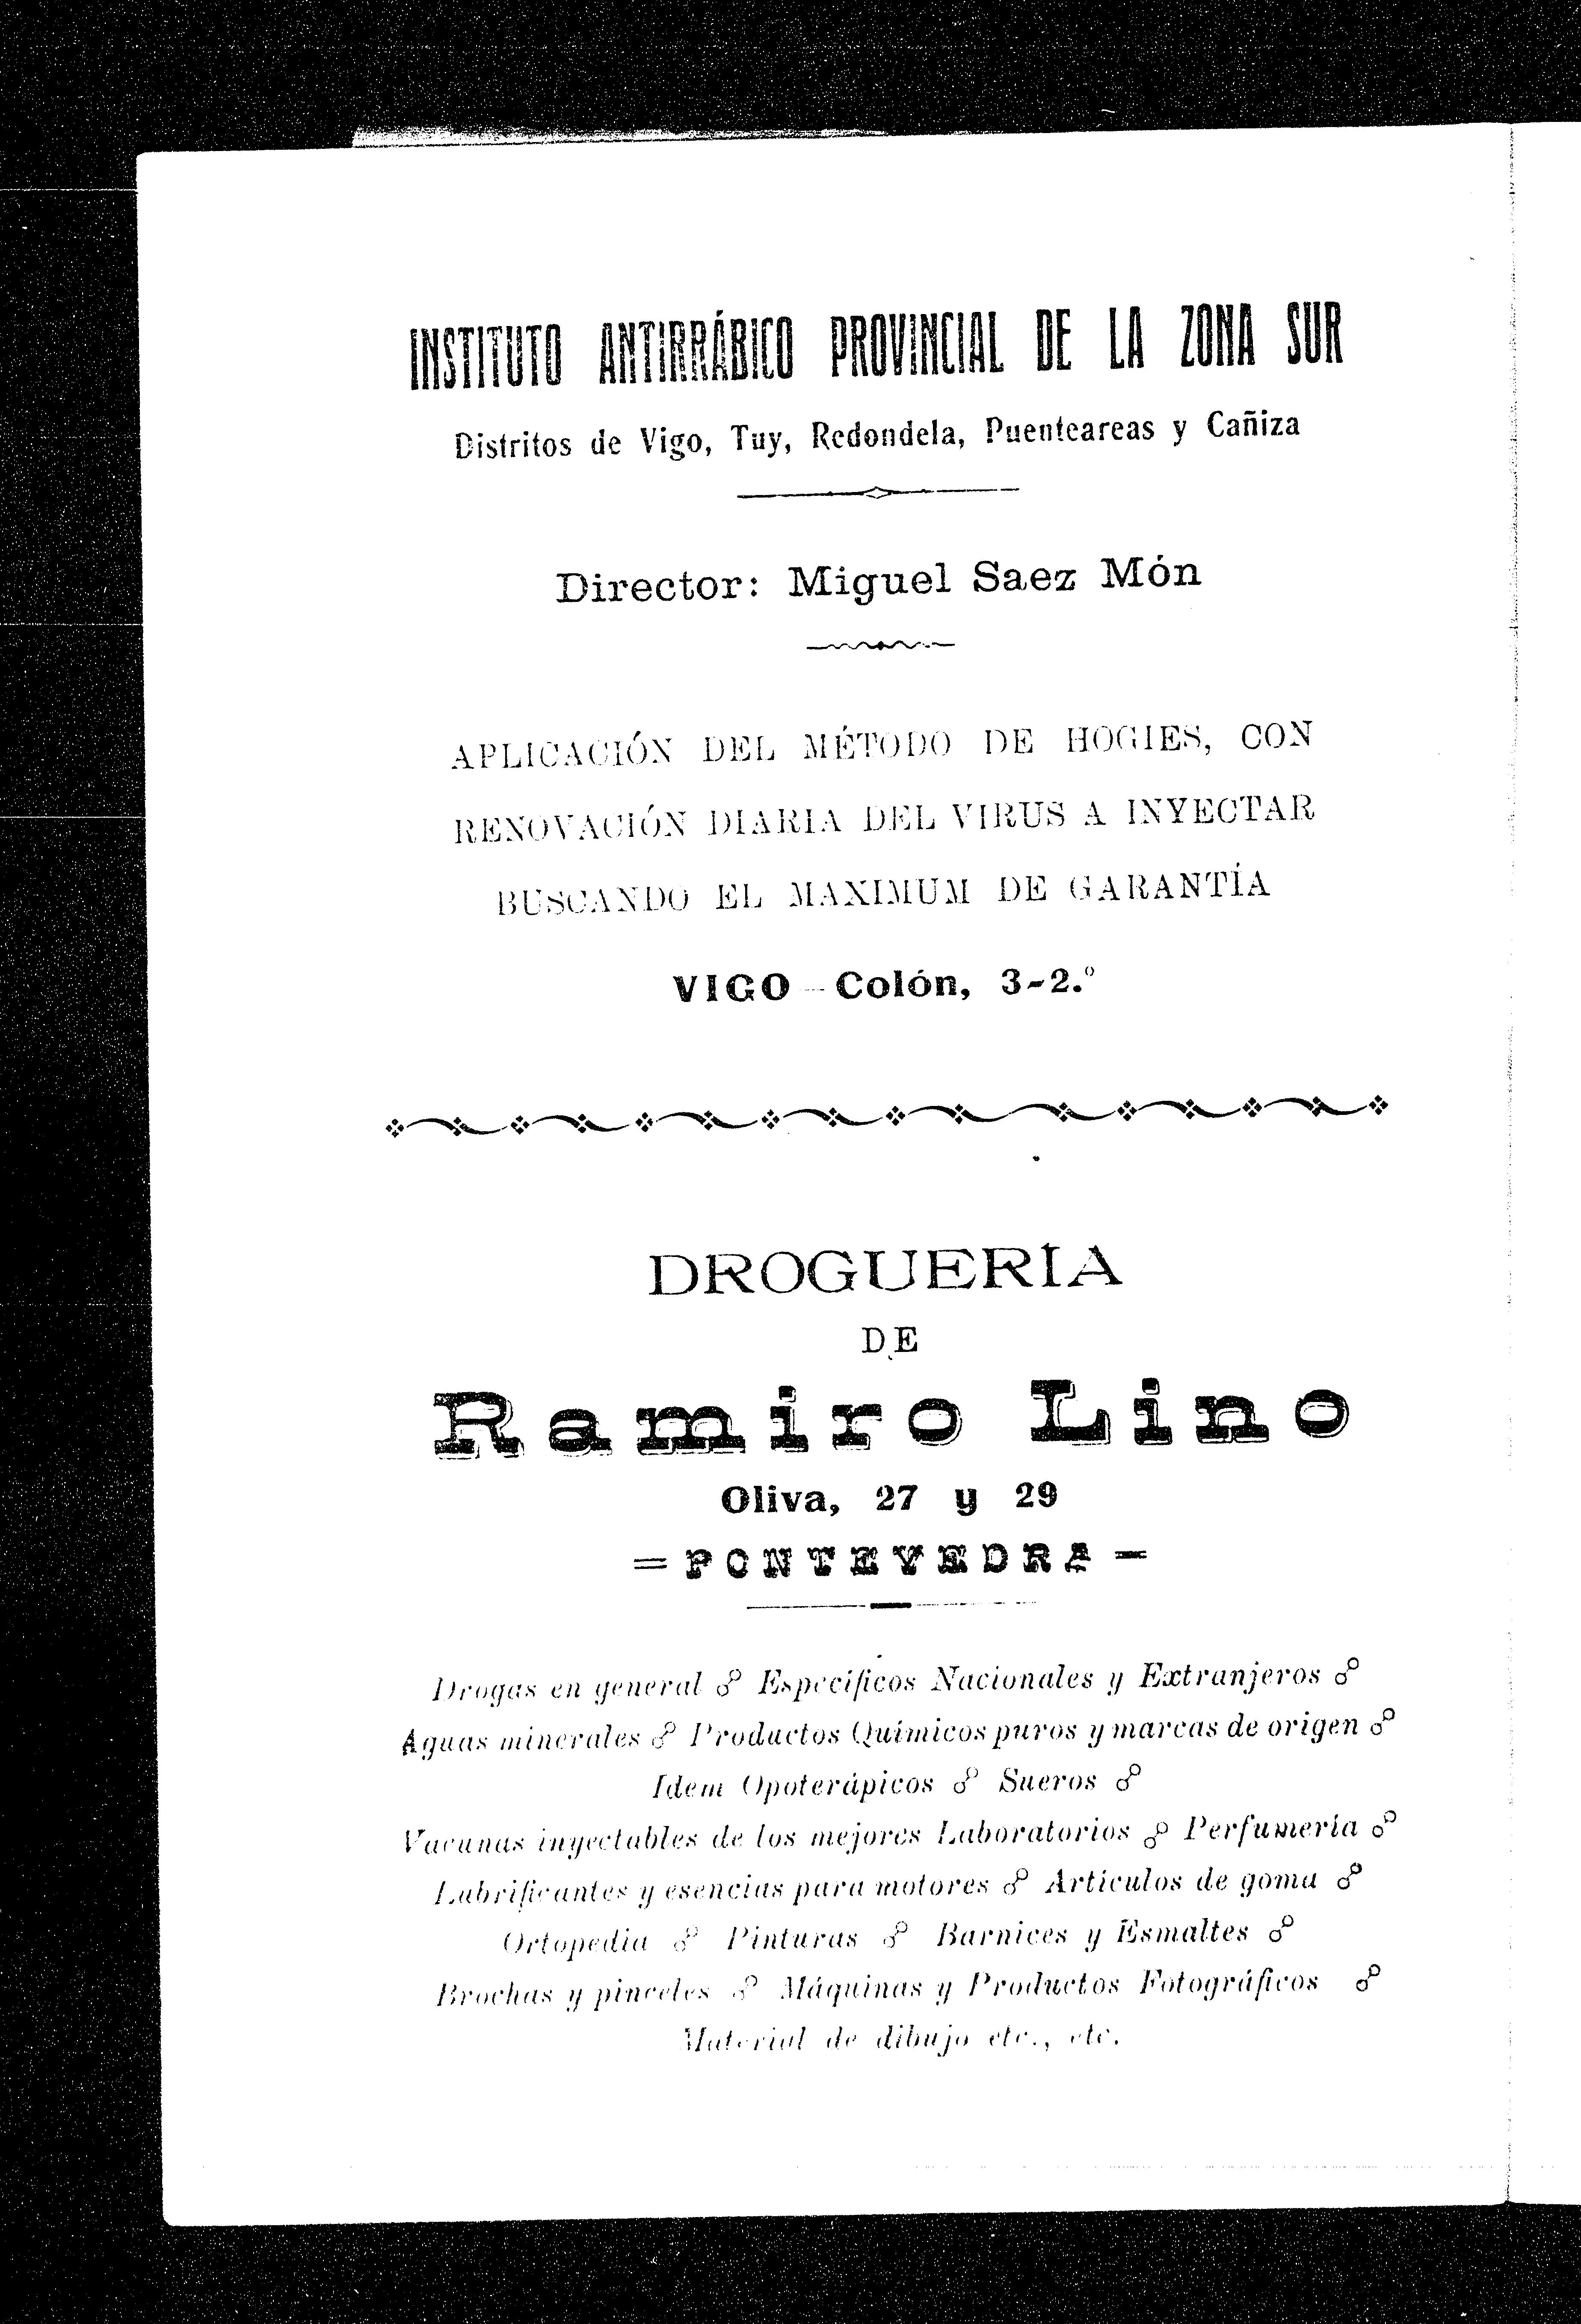 INSTITUTO ANTIRRÁBICO PROVINCIAL DE LA ZONA SUR
Distritos de Vigo, Tuy, Redondela, Puenteareas y Cañiza
Director: Miguel Saez Món
APLICACIÓN DEL MÉTODO DE HOGIES, CON
RENOVACIÓN DIARIA DEL VIRUS A INYECTAR
BUSCANDO EL MAXIMUM DE GARANTÍA
VIGO - Colón, 3-2.º
DROGUERÍA
DE
Ramiro Lino
Oliva, 27 y 29
= PONTEVEDRA =
Drogas en general ☍ Específicos Nacionales y Extranjeros ☍
Aguas minerales ☍ Productos Químicos puros y marcas de origen ☍
Idem Opoterápicos ☍ Sueros ☍
Vacunas inyectables de los mejores Laboratorios ☍ Perfumería ☍
Lubrificantes y esencias para motores ☍ Articulos de goma ☍
Ortopedia ☍ Pinturas ☍ Barnices y Esmaltes ☍
Brochas y pinceles ☍ Máquinas y Productos Fotográficos ☍
Material de dibujo etc., etc.